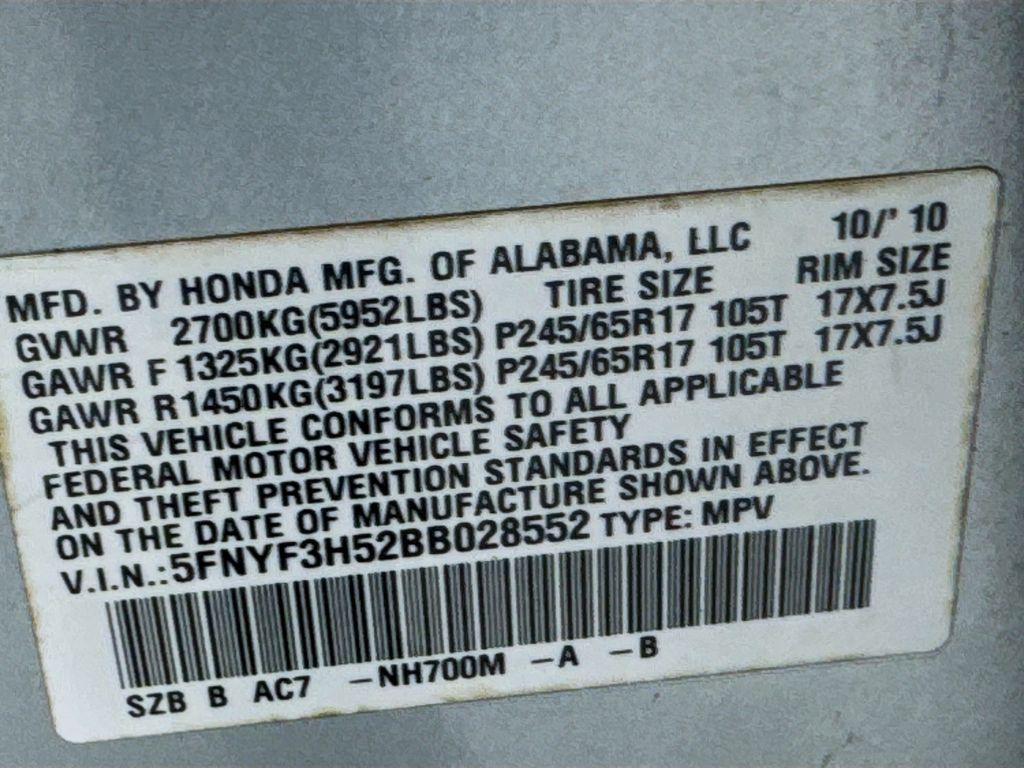 MFD. BY HONDA MFG. OF ALABAMA, LLC 10/' 10
GVWR 2700KG(5952LBS) TIRE SIZE RIM SIZE
GAWR F 1325KG(2921LBS) P245/65R17 105T 17X7.5J
GAWR R1450KG(3197LBS) P245/65R17 105T 17X7.5J
THIS VEHICLE CONFORMS TO ALL APPLICABLE
FEDERAL MOTOR VEHICLE SAFETY
AND THEFT PREVENTION STANDARDS IN EFFECT
ON THE DATE OF MANUFACTURE SHOWN ABOVE.
V.I.N.:5FNYF3H52BB028552 TYPE: MPV
SZB B AC7 –NH700M –A –B